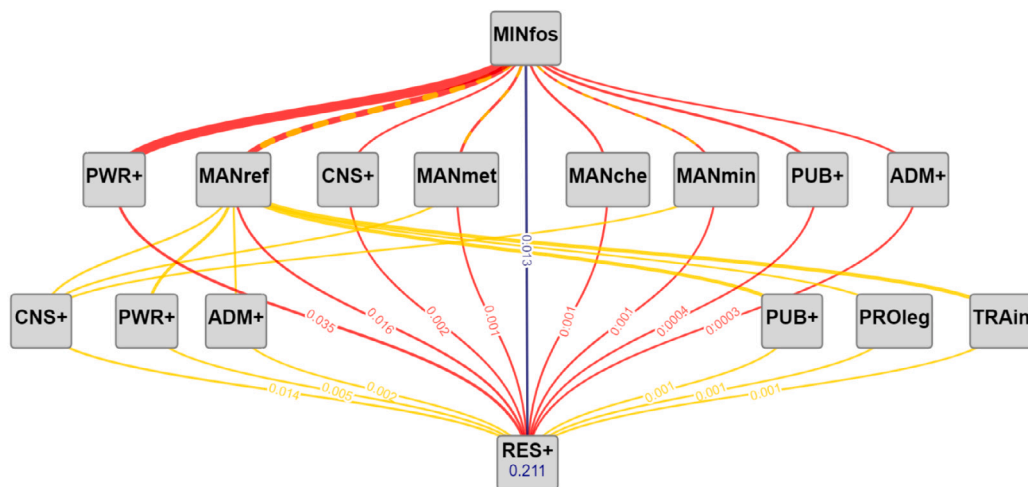 MINfos
PWR+
MANref
CNS+
MANmet
MANche
MANmin
PUB+
ADM+
0.013
CNS+
PWR+
ADM+
PUB+
PROleg
TRAin
0.035
0.016
0.002
0.001
0.001
0.001
0.0004
0.0003
0.014
0.005
0.002
0.001
0.001
0.001
RES+
0.211